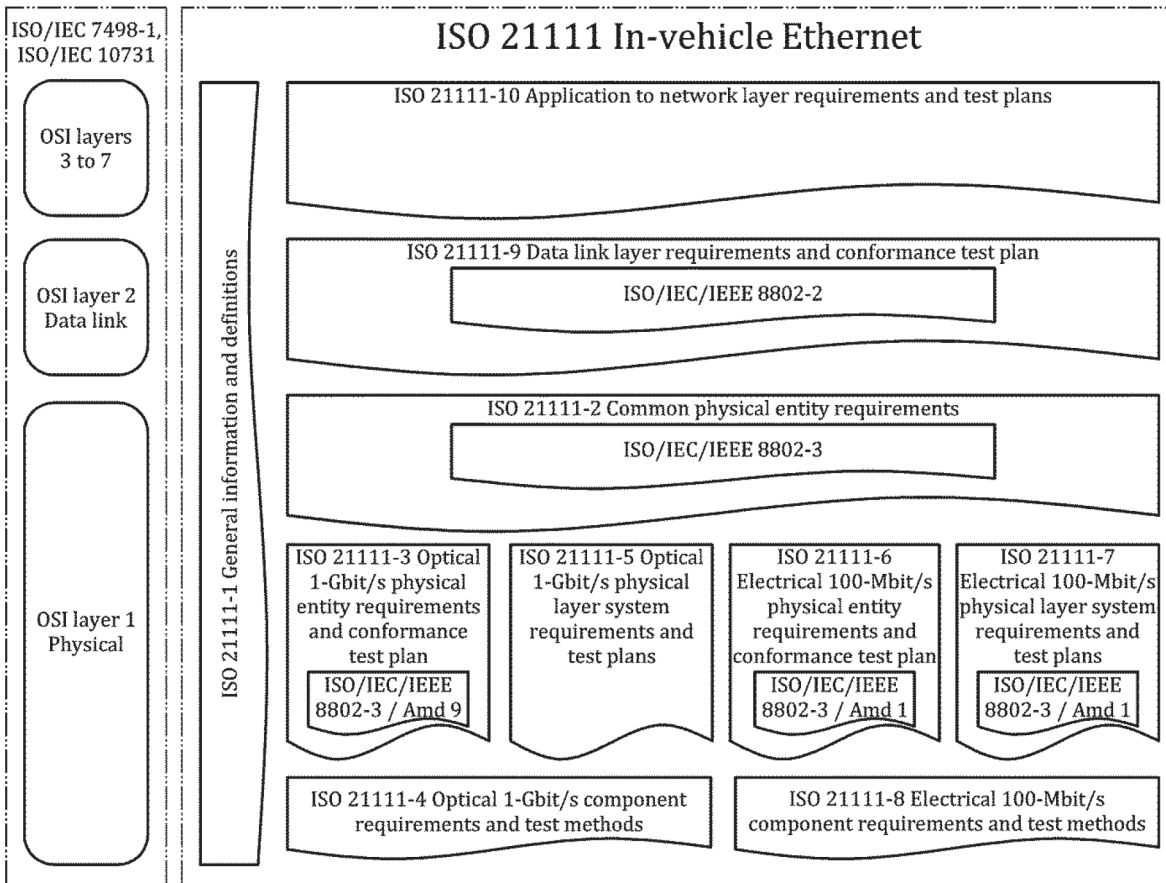 ISO/IEC 7498-1,
ISO/IEC 10731
OSI layers
3 to 7
OSI layer 2
Data link
OSI layer 1
Physical
ISO 21111 In-vehicle Ethernet
ISO 21111-1 General information and definitions
ISO 21111-10 Application to network layer requirements and test plans
ISO 21111-9 Data link layer requirements and conformance test plan
ISO/IEC/IEEE 8802-2
ISO 21111-2 Common physical entity requirements
ISO/IEC/IEEE 8802-3
ISO 21111-3 Optical
1-Gbit/s physical
entity requirements
and conformance
test plan
ISO/IEC/IEEE
8802-3 / Amd 9
ISO 21111-5 Optical
1-Gbit/s physical
layer system
requirements and
test plans
ISO 21111-6
Electrical 100-Mbit/s
physical entity
requirements and
conformance test plan
ISO/IEC/IEEE
8802-3 / Amd 1
ISO 21111-7
Electrical 100-Mbit/s
physical layer system
requirements and
test plans
ISO/IEC/IEEE
8802-3 / Amd 1
ISO 21111-4 Optical 1-Gbit/s component
requirements and test methods
ISO 21111-8 Electrical 100-Mbit/s
component requirements and test methods